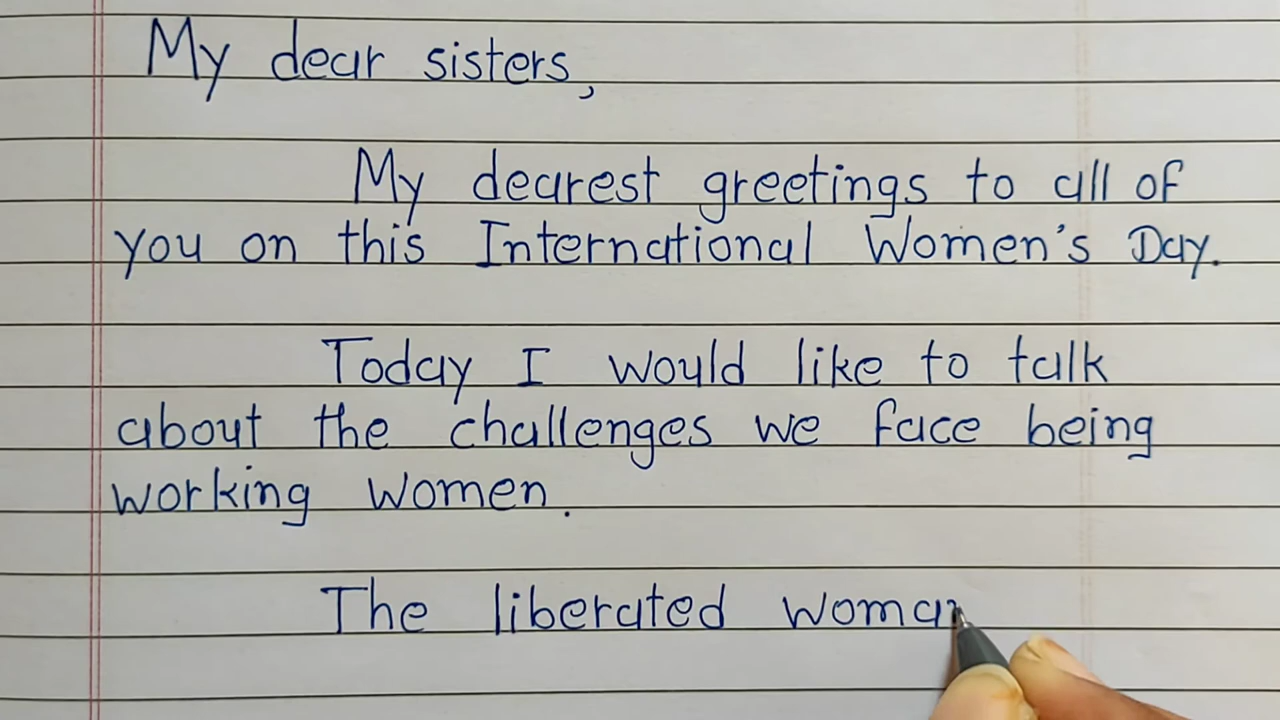 My dear sisters,
My dearest greetings to all of
you on this International Women's Day.
Today I would like to talk
about the challenges we face being
working women.
The liberated woman